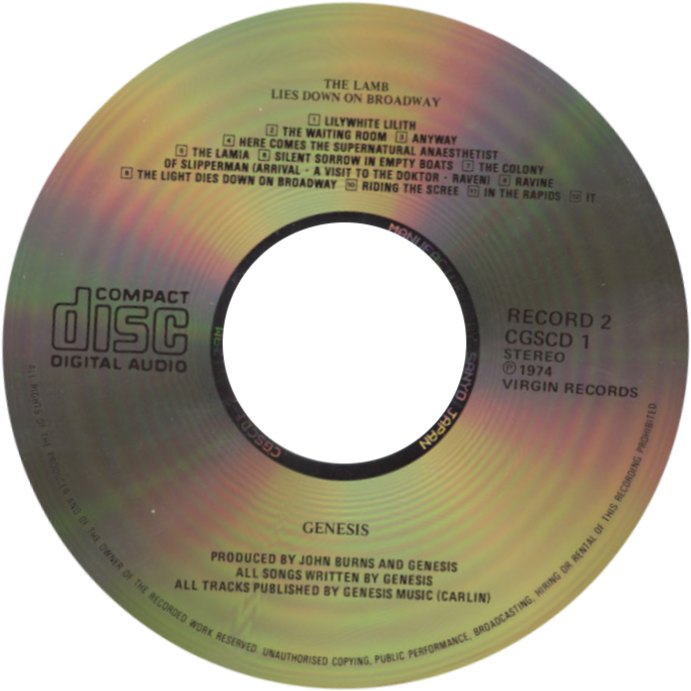 THE LAMB
LIES DOWN ON BROADWAY
1 LILYWHITE LILITH
2 THE WAITING ROOM 3 ANYWAY
4 HERE COMES THE SUPERNATURAL ANAESTHETIST
5 THE LAMIA 6 SILENT SORROW IN EMPTY BOATS 7 THE COLONY
OF SLIPPERMAN (ARRIVAL - A VISIT TO THE DOKTOR - RAVEN) 8 RAVINE
9 THE LIGHT DIES DOWN ON BROADWAY 10 RIDING THE SCREE 11 IN THE RAPIDS 12 IT
COMPACT
disc
DIGITAL AUDIO
RECORD 2
CGSCD 1
STEREO
Ⓟ 1974
VIRGIN RECORDS
MANUFACTURED BY SANYO JAPAN
GENESIS
PRODUCED BY JOHN BURNS AND GENESIS
ALL SONGS WRITTEN BY GENESIS
ALL TRACKS PUBLISHED BY GENESIS MUSIC (CARLIN)
ALL RIGHTS OF THE PRODUCER AND OF THE OWNER OF THE RECORDED WORK RESERVED. UNAUTHORISED COPYING, PUBLIC PERFORMANCE, BROADCASTING, HIRING OR RENTAL OF THIS RECORDING PROHIBITED